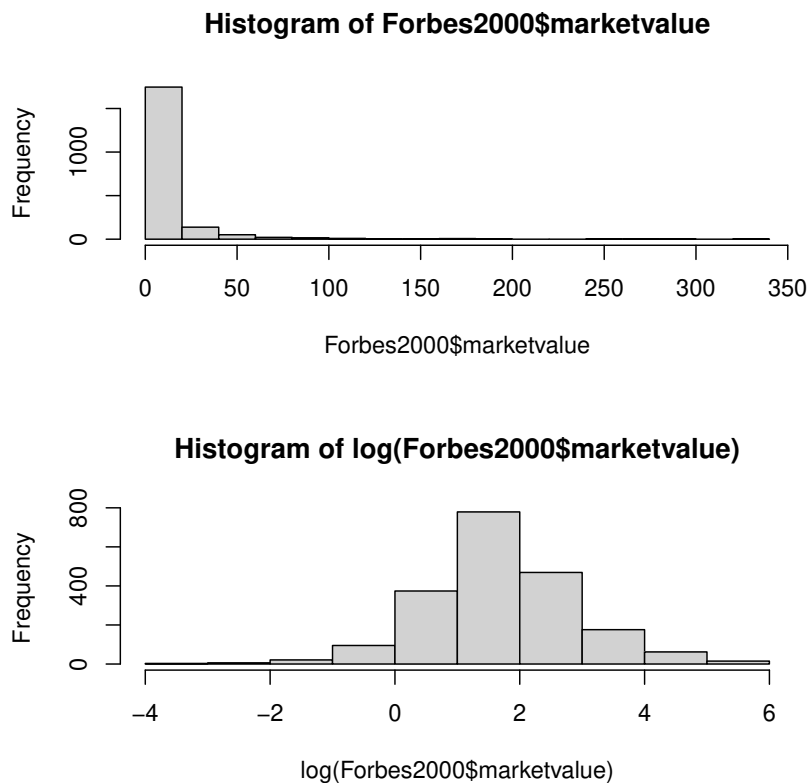 Histogram of Forbes2000$marketvalue
Frequency
1000
0
0 50 100 150 200 250 300 350
Forbes2000$marketvalue
Histogram of log(Forbes2000$marketvalue)
Frequency
800
400
0
−4 −2 0 2 4 6
log(Forbes2000$marketvalue)